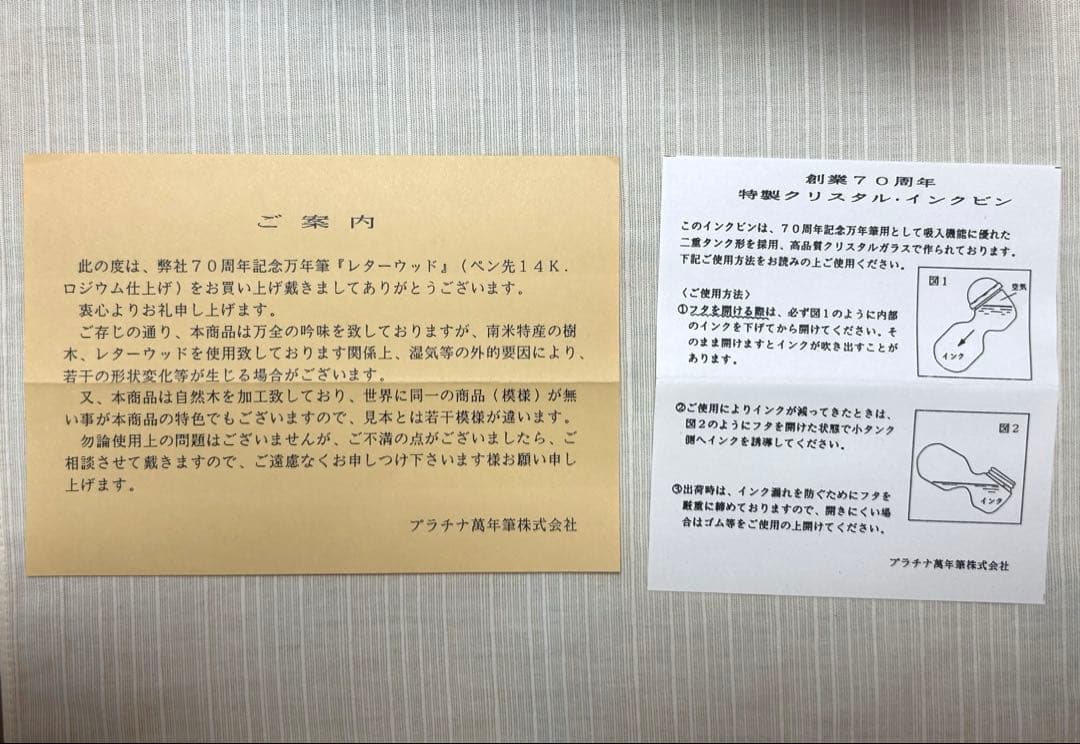 ご案内
此の度は、弊社７０周年記念万年筆『レターウッド』（ペン先１４Ｋ．
ロジウム仕上げ）をお買い上げ戴きましてありがとうございます。
衷心よりお礼申し上げます。
ご存じの通り、本商品は万全の吟味を致しておりますが、南米特産の樹
木、レターウッドを使用致しております関係上、湿気等の外的要因により、
若干の形状変化等が生じる場合がございます。
又、本商品は自然木を加工致しており、世界に同一の商品（模様）が無
い事が本商品の特色でもございますので、見本とは若干模様が違います。
勿論使用上の問題はございませんが、ご不満の点がございましたら、ご
相談させて戴きますので、ご遠慮なくお申しつけ下さいます様お願い申し
上げます。
プラチナ萬年筆株式会社
創業７０周年
特製クリスタル・インクビン
このインクビンは、７０周年記念万年筆用として吸入機能に優れた
二重タンク形を採用、高品質クリスタルガラスで作られております。
下記ご使用方法をお読みの上ご使用ください。
〈ご使用方法〉
①フタを開ける際は、必ず図１のように内部
のインクを下げてから開けてください。そ
のまま開けますとインクが吹き出すことが
あります。
図１
空気
インク
②ご使用によりインクが減ってきたときは、
図２のようにフタを開けた状態で小タンク
側へインクを誘導してください。
図２
インク
③出荷時は、インク漏れを防ぐためにフタを
厳重に締めておりますので、開きにくい場
合はゴム等をご使用の上開けてください。
プラチナ萬年筆株式会社